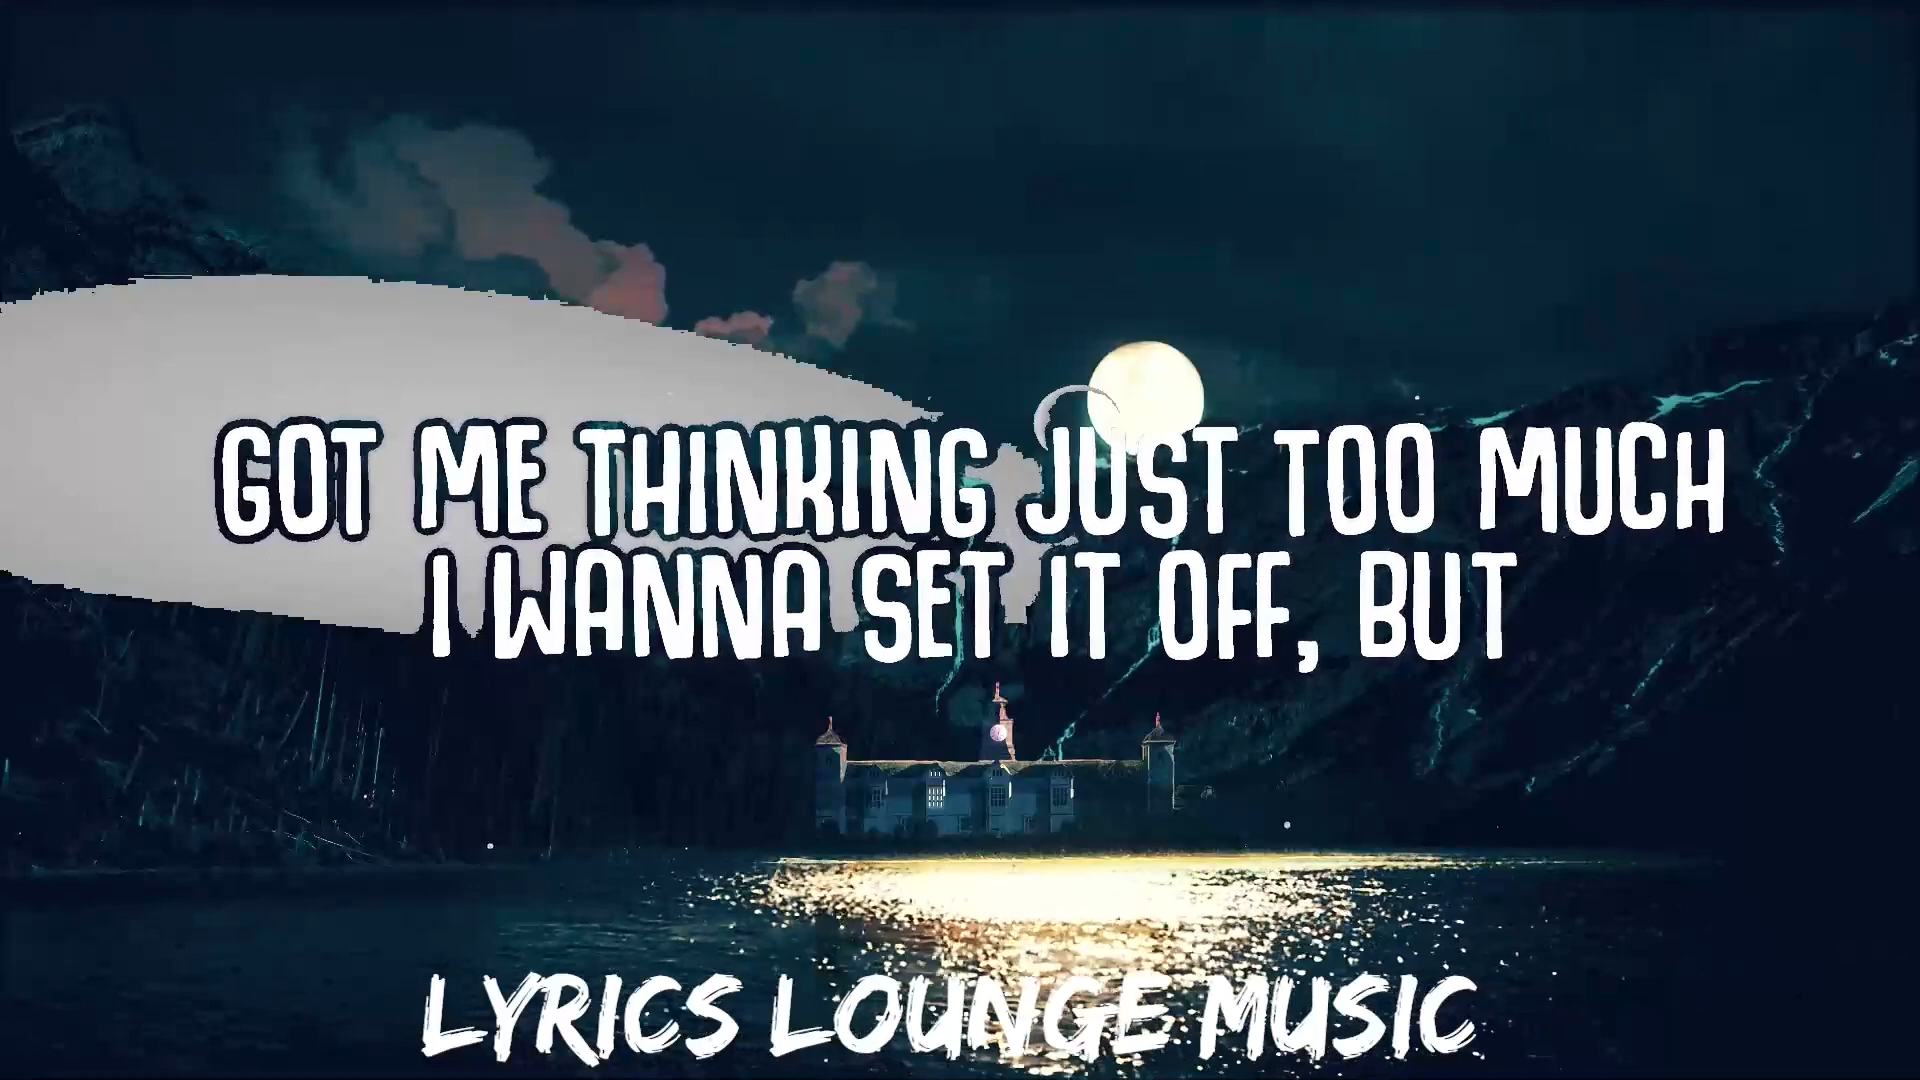 GOT ME THINKING JUST TOO MUCH
I WANNA SET IT OFF, BUT
LYRICS LOUNGE MUSIC